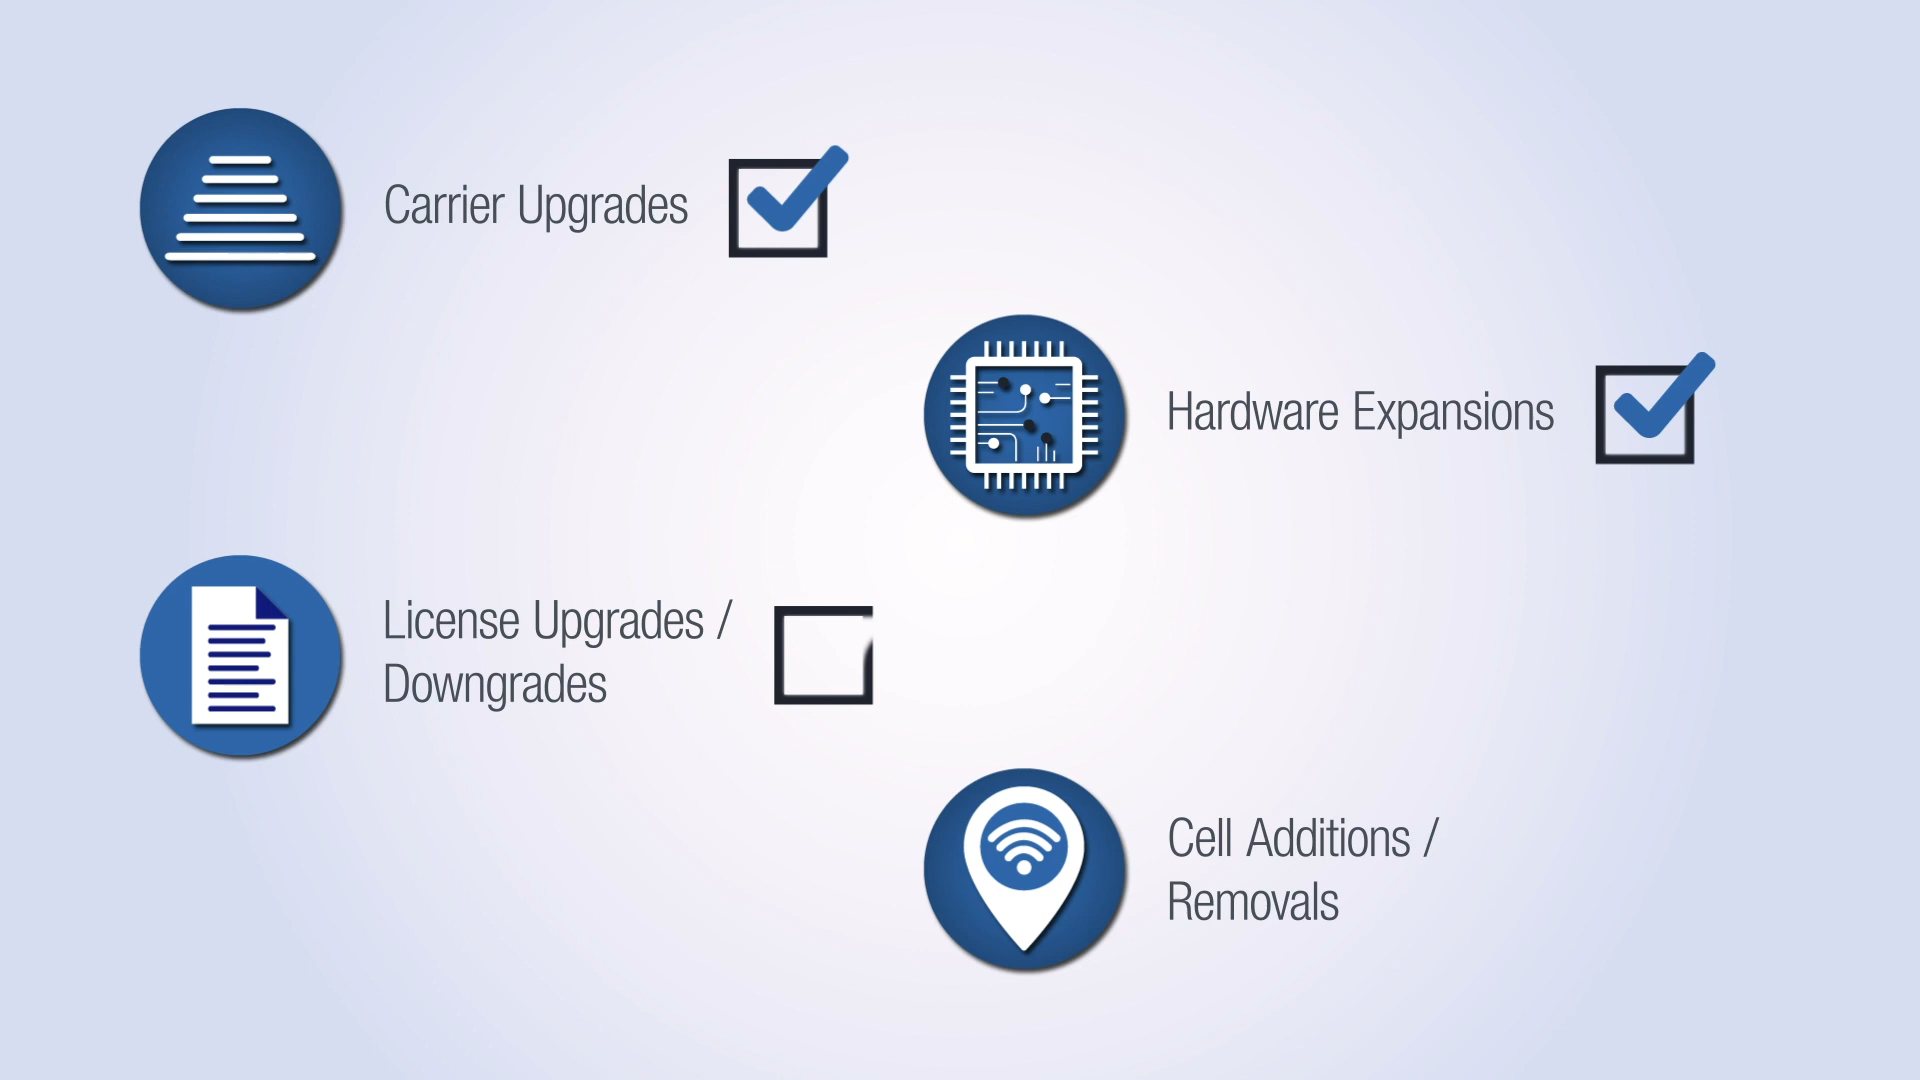 Carrier Upgrades
Hardware Expansions
License Upgrades /
Downgrades
Cell Additions /
Removals